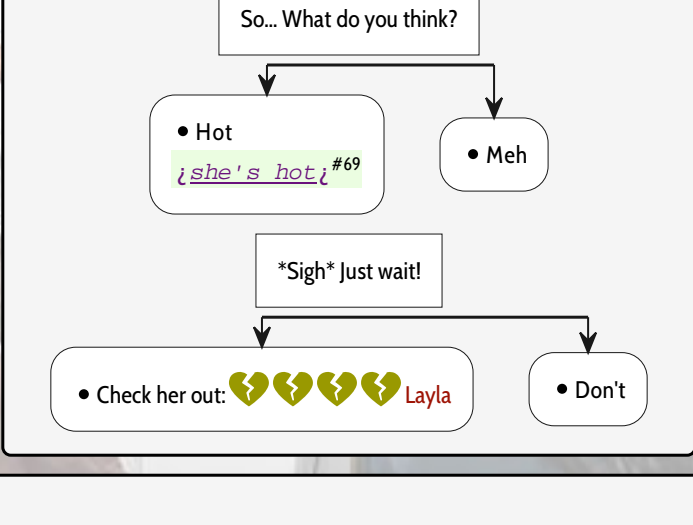 So... What do you think?
• Hot
¿she's hot¿#69
• Meh
*Sigh* Just wait!
• Check her out: Layla
• Don't